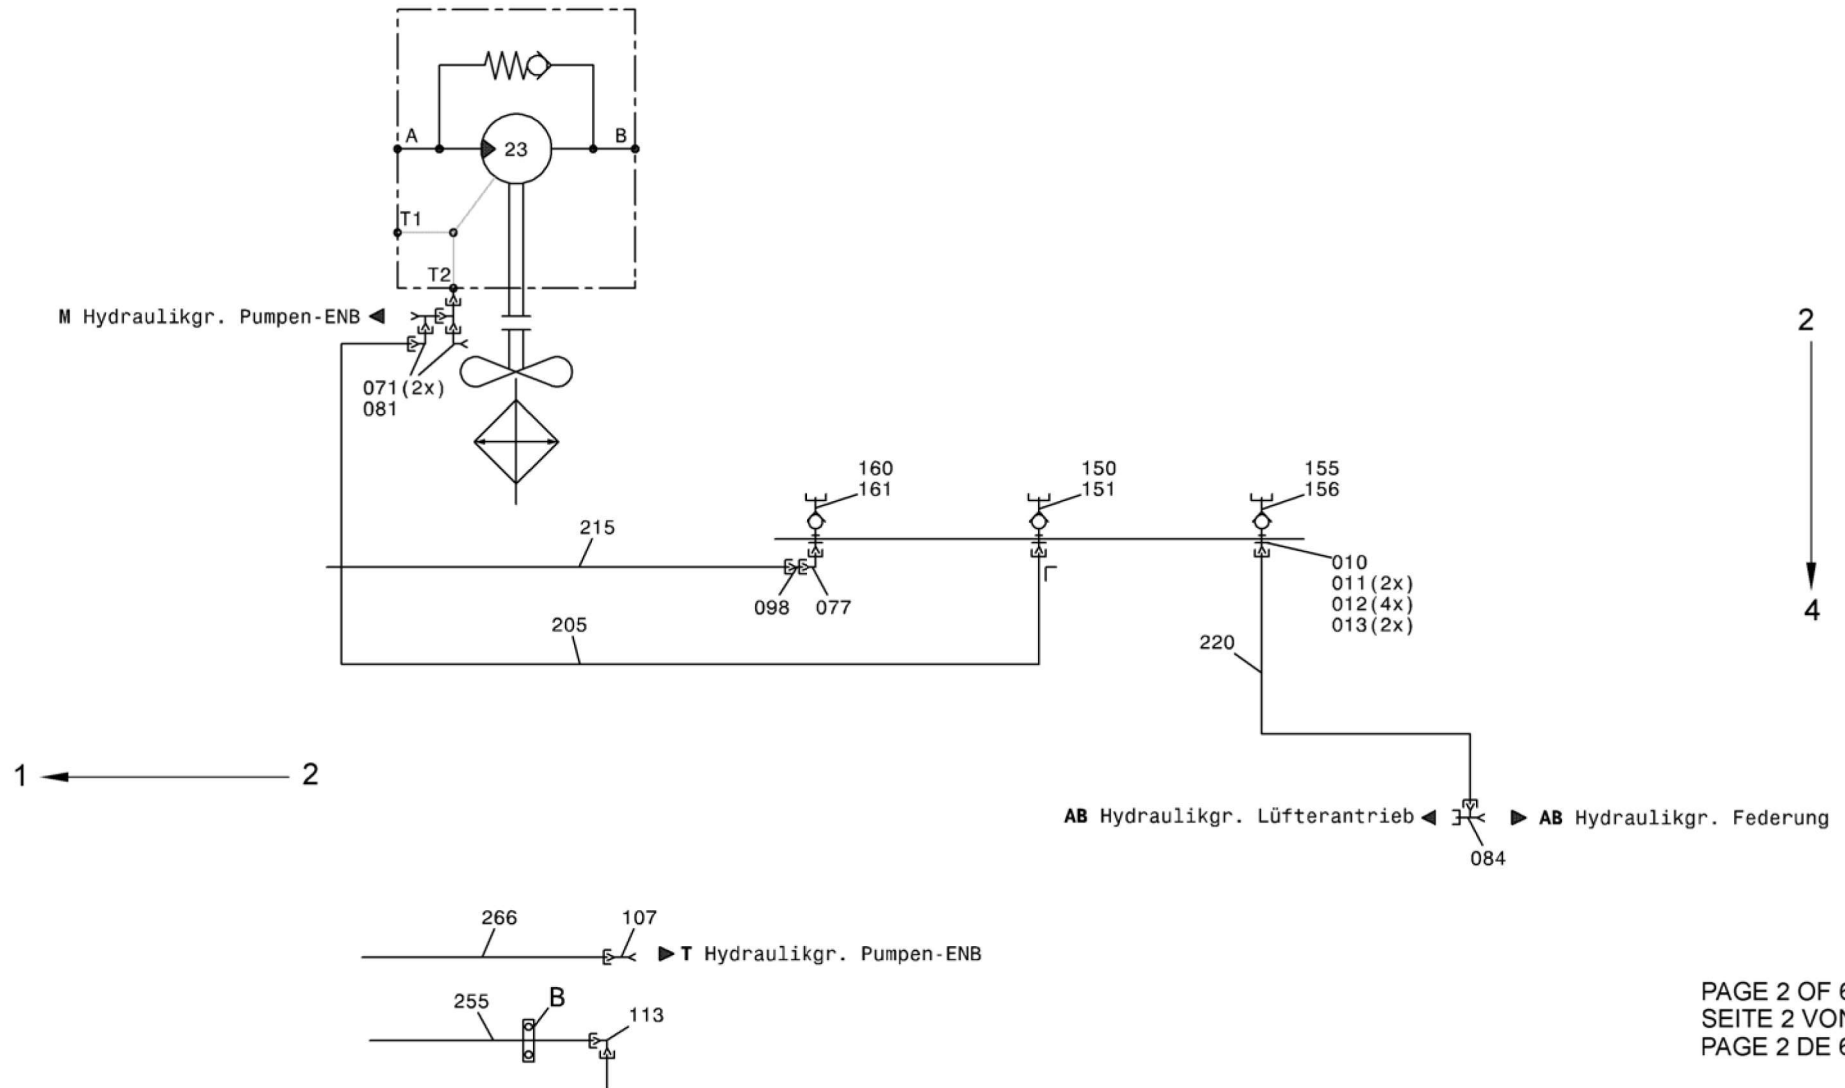 A
23
B
T1
T2
M Hydraulikgr. Pumpen-ENB
071(2x)
081
2
4
160
161
150
151
155
156
215
098
077
010
011(2x)
012(4x)
013(2x)
205
220
1
2
AB Hydraulikgr. Lüfterantrieb
AB Hydraulikgr. Federung
084
266
107
T Hydraulikgr. Pumpen-ENB
255
B
113
PAGE 2 OF 6
SEITE 2 VON
PAGE 2 DE 6